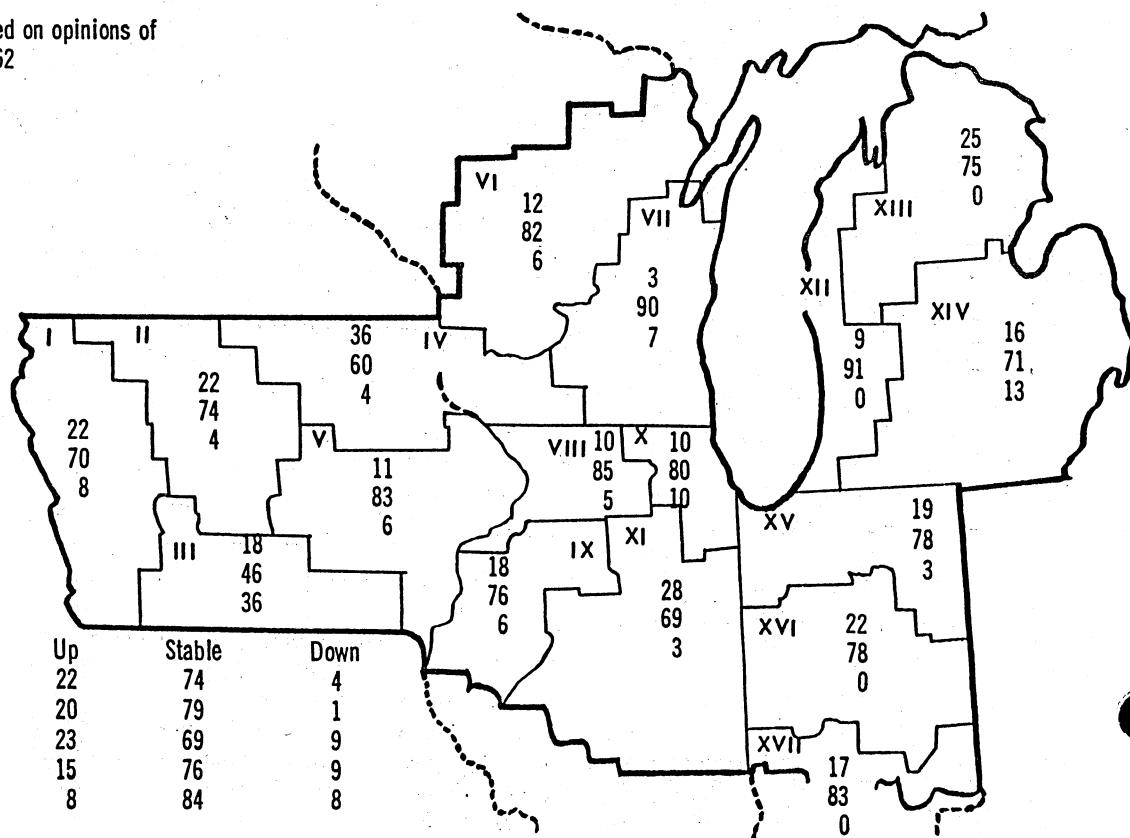 ed on opinions of
62
VI
12
82
6
VII
3
90
7
XIII
25
75
0
XII
9
91
0
XIV
16
71
13
I
22
70
8
II
22
74
4
IV
36
60
4
V
11
83
6
III
18
46
36
VIII
10
85
5
X
10
80
10
IX
18
76
6
XI
28
69
3
XV
19
78
3
XVI
22
78
0
XVII
17
83
0
Up Stable Down
22 74 4
20 79 1
23 69 9
15 76 9
8 84 8